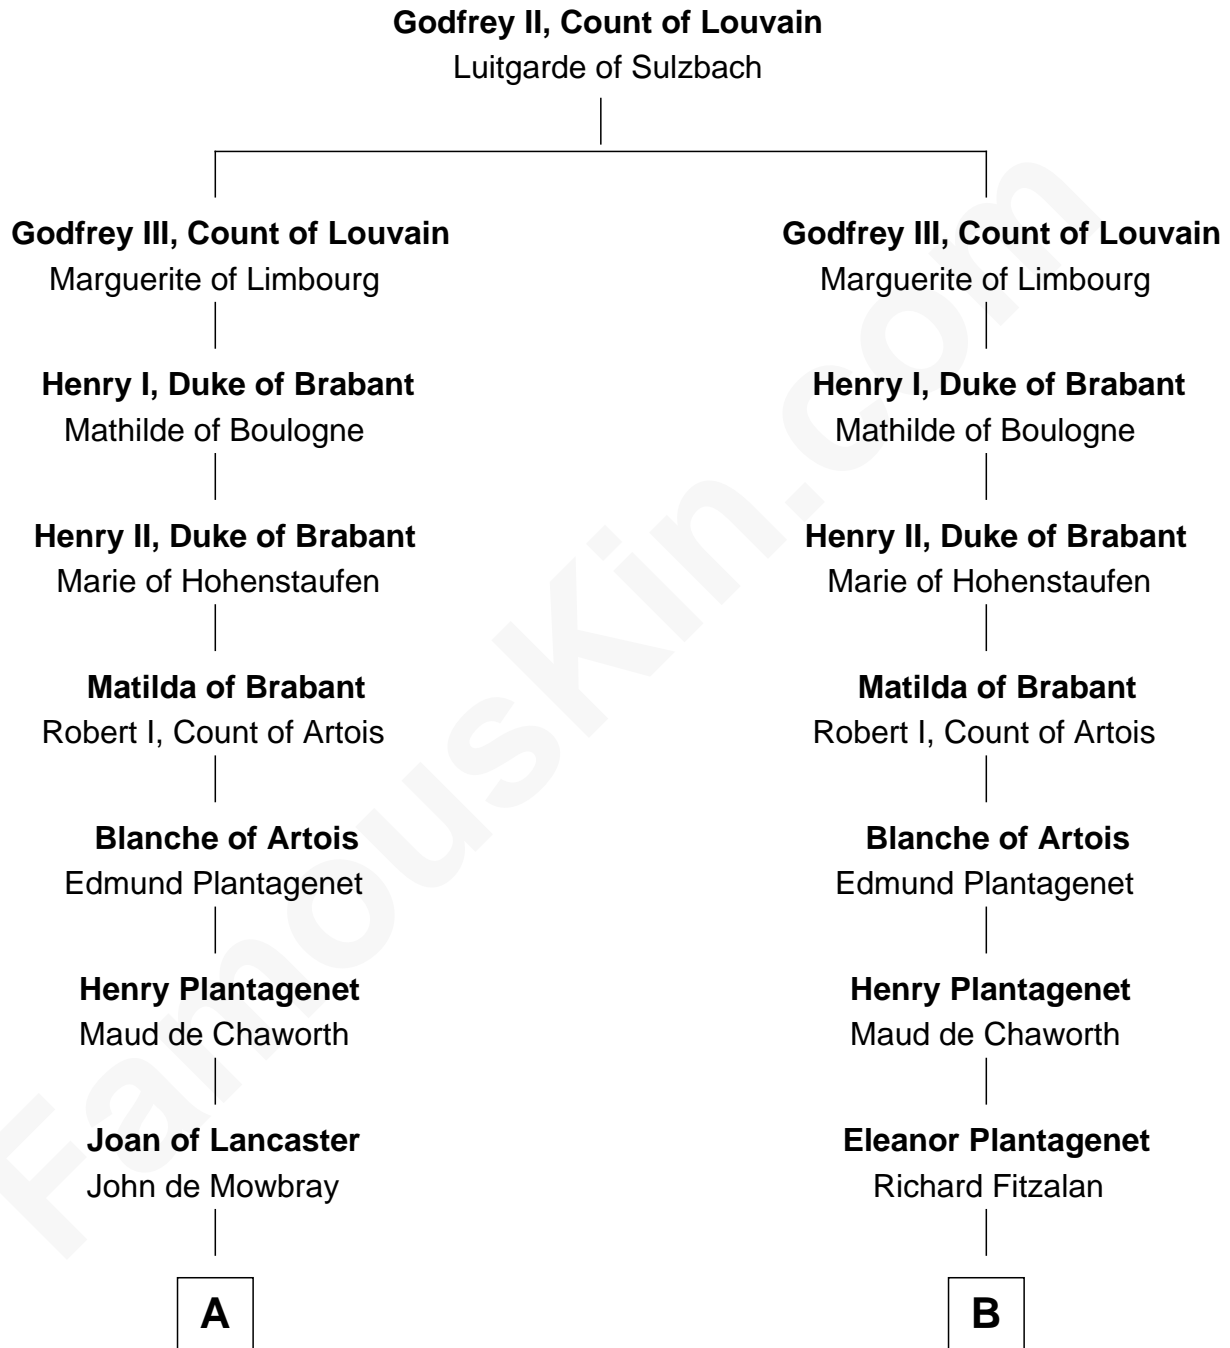 Godfrey II, Count of Louvain
Luitgarde of Sulzbach
Godfrey III, Count of Louvain
Marguerite of Limbourg
Henry I, Duke of Brabant
Mathilde of Boulogne
Henry II, Duke of Brabant
Marie of Hohenstaufen
Matilda of Brabant
Robert I, Count of Artois
Blanche of Artois
Edmund Plantagenet
Henry Plantagenet
Maud de Chaworth
Joan of Lancaster
John de Mowbray
A
Godfrey III, Count of Louvain
Marguerite of Limbourg
Henry I, Duke of Brabant
Mathilde of Boulogne
Henry II, Duke of Brabant
Marie of Hohenstaufen
Matilda of Brabant
Robert I, Count of Artois
Blanche of Artois
Edmund Plantagenet
Henry Plantagenet
Maud de Chaworth
Eleanor Plantagenet
Richard Fitzalan
B
FamousKin.com